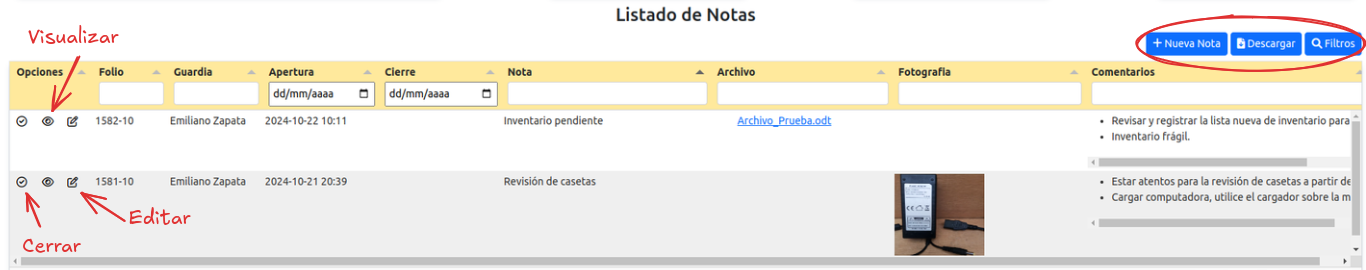 Listado de Notas
Visualizar
Nueva Nota Descargar Filtros
Opciones Folio Guardia Apertura Cierre Nota Archivo Fotografia Comentarios
dd/mm/aaaa dd/mm/aaaa
1582-10 Emiliano Zapata 2024-10-22 10:11 Inventario pendiente Archivo_Prueba.odt • Revisar y registrar la lista nueva de inventario para
• Inventario frágil.
1581-10 Emiliano Zapata 2024-10-21 20:39 Revisión de casetas • Estar atentos para la revisión de casetas a partir de
• Cargar computadora, utilice el cargador sobre la m
Editar
Cerrar